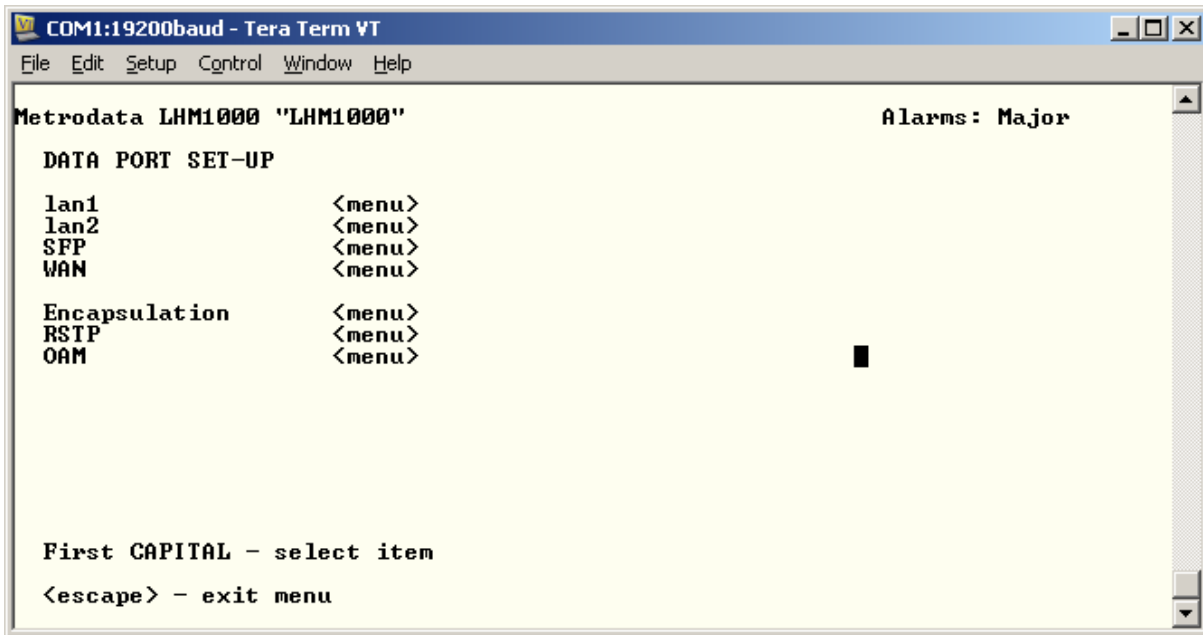 COM1:19200baud - Tera Term VT
File Edit Setup Control Window Help
Metrodata LHM1000 "LHM1000" Alarms: Major
DATA PORT SET-UP
lan1 <menu>
lan2 <menu>
SFP <menu>
WAN <menu>
Encapsulation <menu>
RSTP <menu>
OAM <menu>
First CAPITAL - select item
<escape> - exit menu